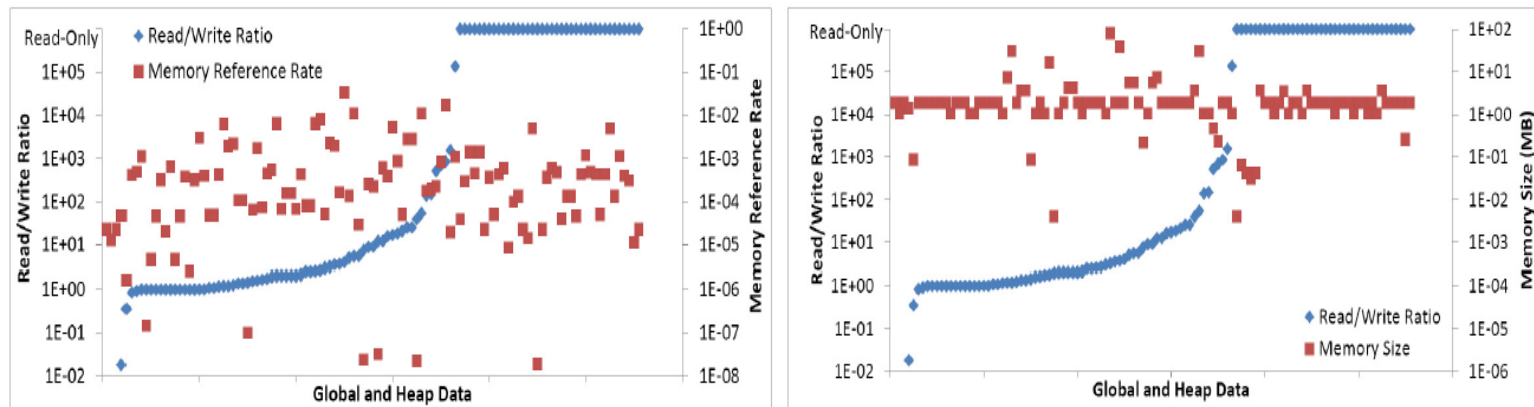 Read-Only
1E+05
1E+04
1E+03
1E+02
1E+01
1E+00
1E-01
1E-02
Read/Write Ratio
Read/Write Ratio
Memory Reference Rate
1E+00
1E-01
1E-02
1E-03
1E-04
1E-05
1E-06
1E-07
1E-08
Memory Reference Rate
Global and Heap Data
Read-Only
1E+05
1E+04
1E+03
1E+02
1E+01
1E+00
1E-01
1E-02
Read/Write Ratio
Read/Write Ratio
Memory Size
1E+02
1E+01
1E+00
1E-01
1E-02
1E-03
1E-04
1E-05
1E-06
Memory Size (MB)
Global and Heap Data